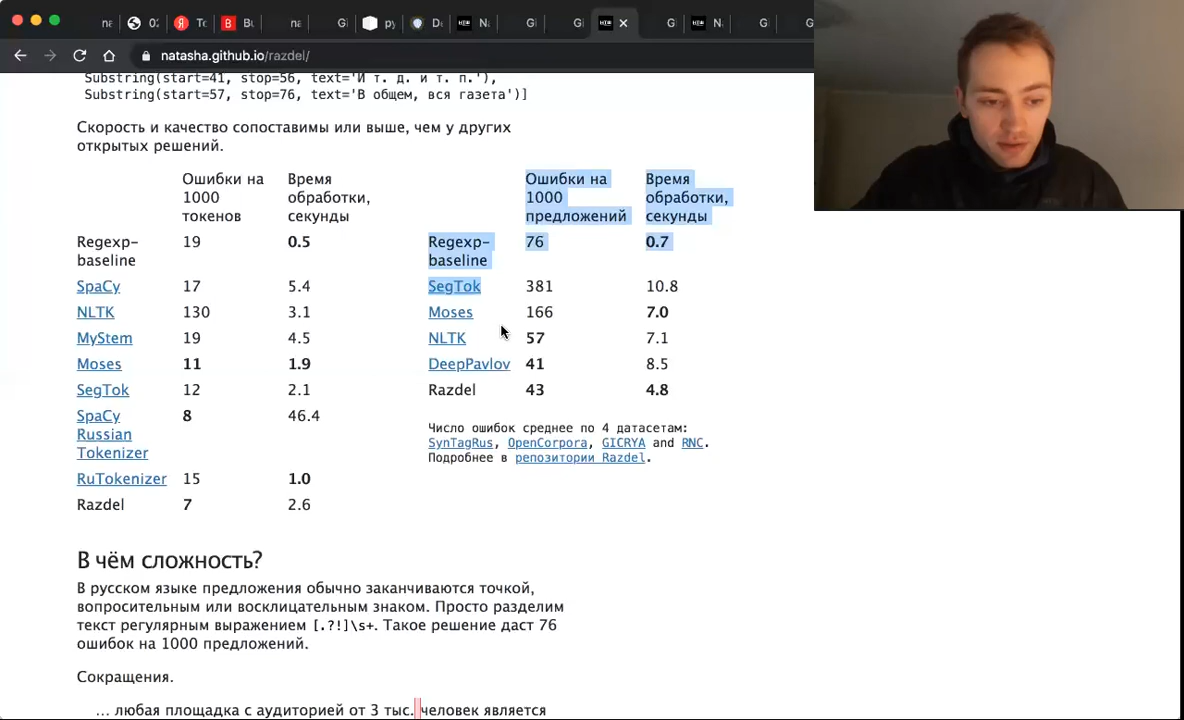 natasha.github.io/razdel/
Substring(start=41, stop=56, text='И т. д. и т. п.'),
Substring(start=57, stop=76, text='В общем, вся газета')]
Скорость и качество сопоставимы или выше, чем у других
открытых решений.
Ошибки на
1000
токенов
Время
обработки,
секунды
Regexp-
baseline
19
0.5
SpaCy 17 5.4
NLTK 130 3.1
MyStem 19 4.5
Moses 11 1.9
SegTok 12 2.1
SpaCy
Russian
Tokenizer
8
46.4
RuTokenizer 15 1.0
Razdel 7 2.6
Ошибки на
1000
предложений
Время
обработки,
секунды
Regexp-
baseline
76
0.7
SegTok 381 10.8
Moses 166 7.0
NLTK 57 7.1
DeepPavlov 41 8.5
Razdel 43 4.8
Число ошибок среднее по 4 датасетам:
SynTagRus, OpenCorpora, GICRYA and RNC.
Подробнее в репозитории Razdel.
В чём сложность?
В русском языке предложения обычно заканчиваются точкой,
вопросительным или восклицательным знаком. Просто разделим
текст регулярным выражением [.?!]\s+. Такое решение даст 76
ошибок на 1000 предложений.
Сокращения.
... любая площадка с аудиторией от 3 тыс. человек является